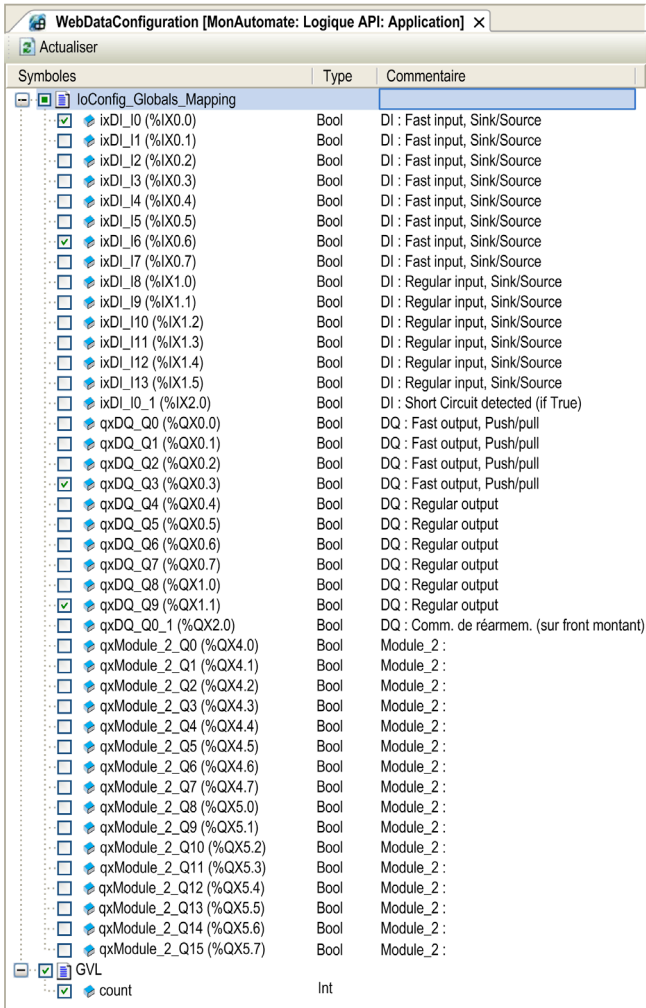 WebDataConfiguration [MonAutomate: Logique API: Application]
Actualiser
Symboles Type Commentaire
IoConfig_Globals_Mapping
ixDI_I0 (%IX0.0) Bool DI : Fast input, Sink/Source
ixDI_I1 (%IX0.1) Bool DI : Fast input, Sink/Source
ixDI_I2 (%IX0.2) Bool DI : Fast input, Sink/Source
ixDI_I3 (%IX0.3) Bool DI : Fast input, Sink/Source
ixDI_I4 (%IX0.4) Bool DI : Fast input, Sink/Source
ixDI_I5 (%IX0.5) Bool DI : Fast input, Sink/Source
ixDI_I6 (%IX0.6) Bool DI : Fast input, Sink/Source
ixDI_I7 (%IX0.7) Bool DI : Fast input, Sink/Source
ixDI_I8 (%IX1.0) Bool DI : Regular input, Sink/Source
ixDI_I9 (%IX1.1) Bool DI : Regular input, Sink/Source
ixDI_I10 (%IX1.2) Bool DI : Regular input, Sink/Source
ixDI_I11 (%IX1.3) Bool DI : Regular input, Sink/Source
ixDI_I12 (%IX1.4) Bool DI : Regular input, Sink/Source
ixDI_I13 (%IX1.5) Bool DI : Regular input, Sink/Source
ixDI_I0_1 (%IX2.0) Bool DI : Short Circuit detected (if True)
qxDQ_Q0 (%QX0.0) Bool DQ : Fast output, Push/pull
qxDQ_Q1 (%QX0.1) Bool DQ : Fast output, Push/pull
qxDQ_Q2 (%QX0.2) Bool DQ : Fast output, Push/pull
qxDQ_Q3 (%QX0.3) Bool DQ : Fast output, Push/pull
qxDQ_Q4 (%QX0.4) Bool DQ : Regular output
qxDQ_Q5 (%QX0.5) Bool DQ : Regular output
qxDQ_Q6 (%QX0.6) Bool DQ : Regular output
qxDQ_Q7 (%QX0.7) Bool DQ : Regular output
qxDQ_Q8 (%QX1.0) Bool DQ : Regular output
qxDQ_Q9 (%QX1.1) Bool DQ : Regular output
qxDQ_Q0_1 (%QX2.0) Bool DQ : Comm. de réarmem. (sur front montant)
qxModule_2_Q0 (%QX4.0) Bool Module_2 :
qxModule_2_Q1 (%QX4.1) Bool Module_2 :
qxModule_2_Q2 (%QX4.2) Bool Module_2 :
qxModule_2_Q3 (%QX4.3) Bool Module_2 :
qxModule_2_Q4 (%QX4.4) Bool Module_2 :
qxModule_2_Q5 (%QX4.5) Bool Module_2 :
qxModule_2_Q6 (%QX4.6) Bool Module_2 :
qxModule_2_Q7 (%QX4.7) Bool Module_2 :
qxModule_2_Q8 (%QX5.0) Bool Module_2 :
qxModule_2_Q9 (%QX5.1) Bool Module_2 :
qxModule_2_Q10 (%QX5.2) Bool Module_2 :
qxModule_2_Q11 (%QX5.3) Bool Module_2 :
qxModule_2_Q12 (%QX5.4) Bool Module_2 :
qxModule_2_Q13 (%QX5.5) Bool Module_2 :
qxModule_2_Q14 (%QX5.6) Bool Module_2 :
qxModule_2_Q15 (%QX5.7) Bool Module_2 :
GVL
count Int